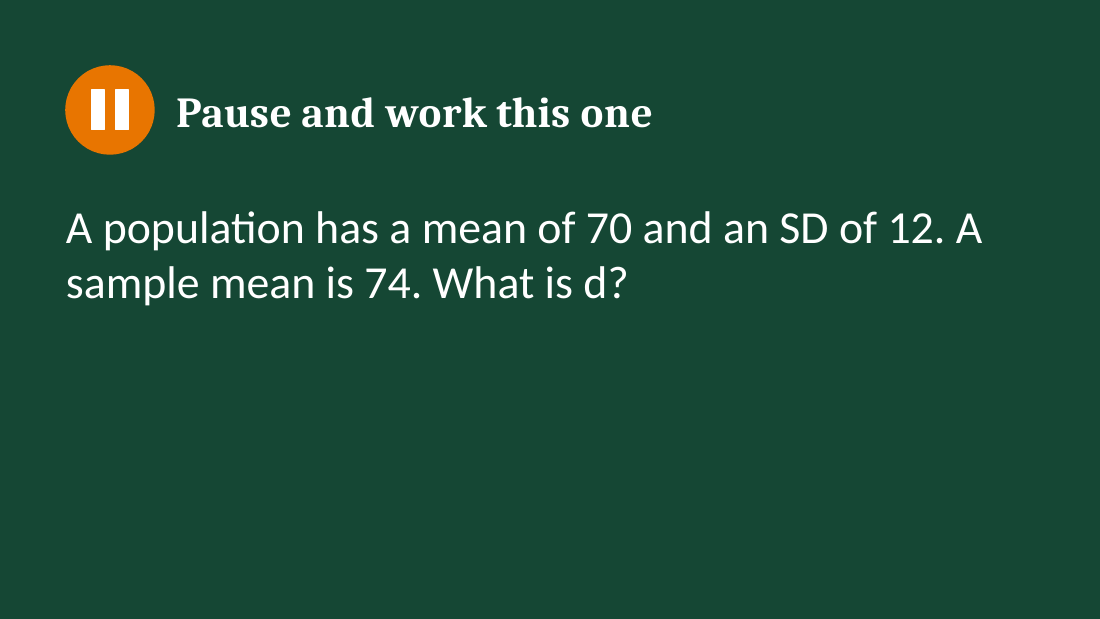 Pause and work this one
A population has a mean of 70 and an SD of 12. A
sample mean is 74. What is d?